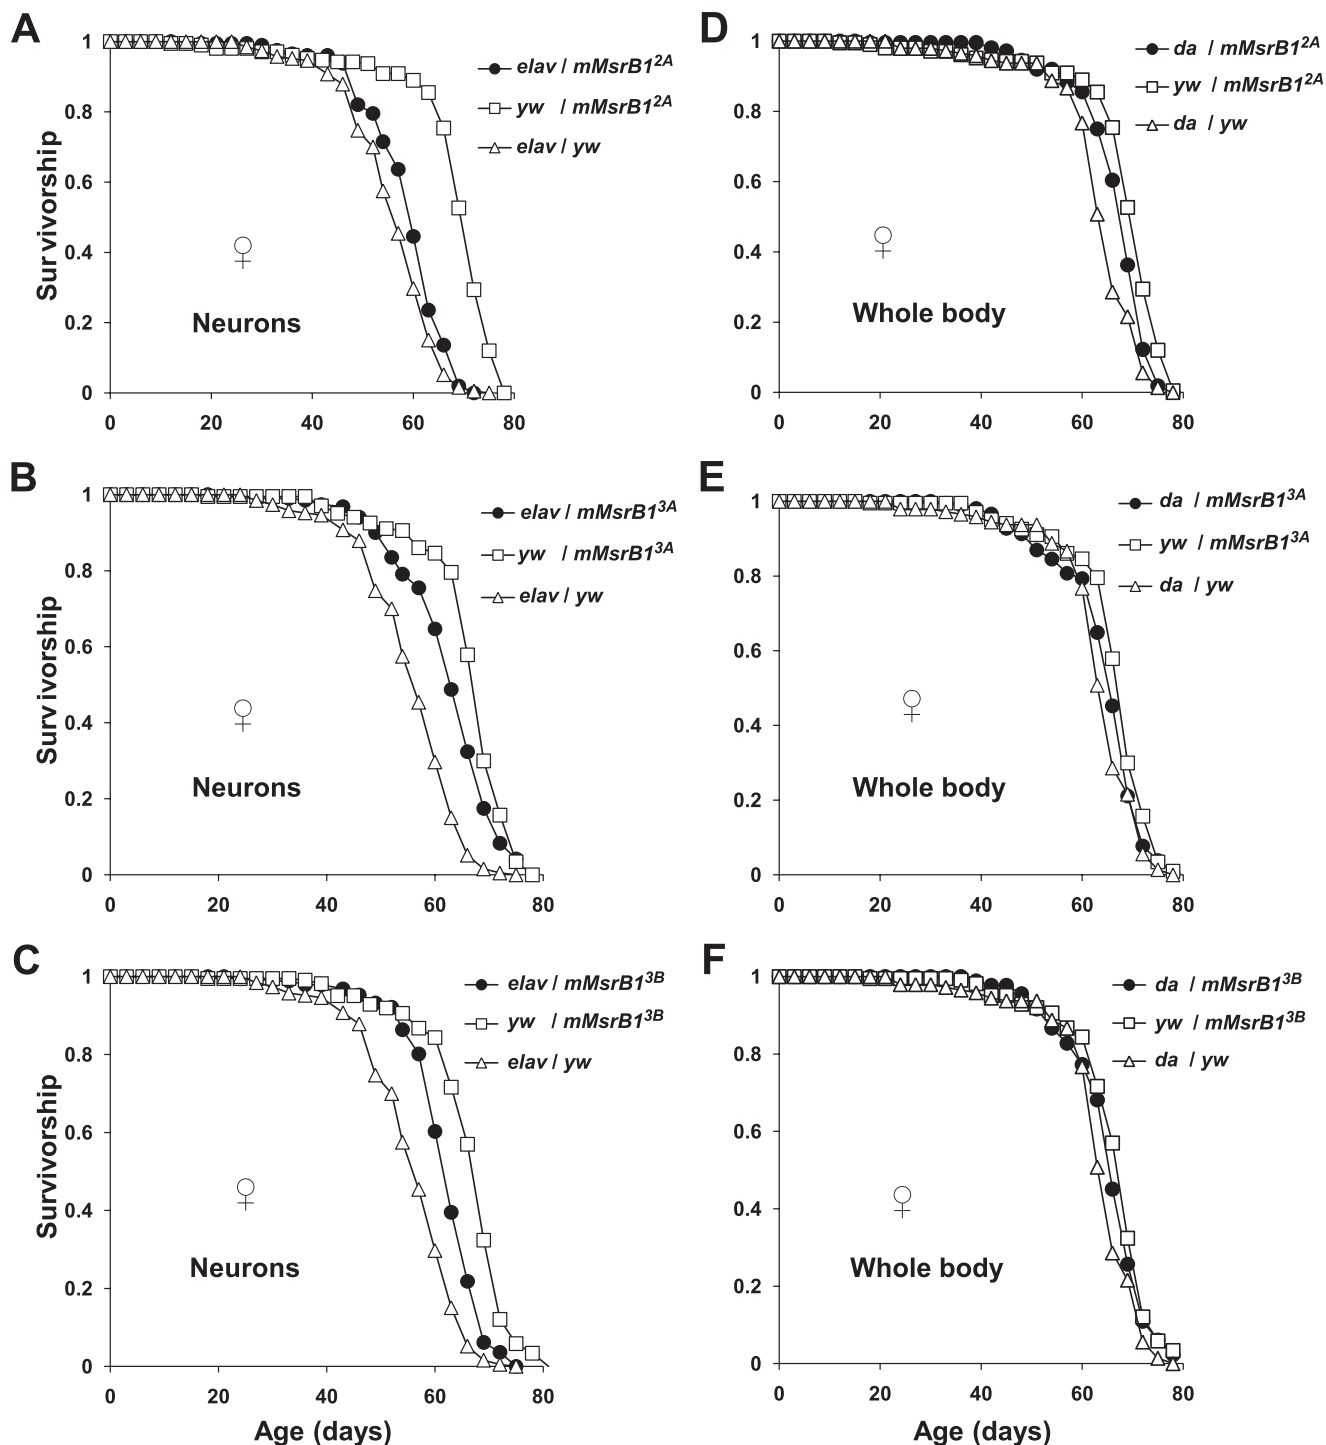 A
Survivorship
1
0.8
0.6
0.4
0.2
0
0 20 40 60 80
elav / mMsrB1^2A
yw / mMsrB1^2A
elav / yw
♀
Neurons
D
1
0.8
0.6
0.4
0.2
0
0 20 40 60 80
da / mMsrB1^2A
yw / mMsrB1^2A
da / yw
♀
Whole body
B
Survivorship
1
0.8
0.6
0.4
0.2
0
0 20 40 60 80
elav / mMsrB1^3A
yw / mMsrB1^3A
elav / yw
♀
Neurons
E
1
0.8
0.6
0.4
0.2
0
0 20 40 60 80
da / mMsrB1^3A
yw / mMsrB1^3A
da / yw
♀
Whole body
C
Survivorship
1
0.8
0.6
0.4
0.2
0
0 20 40 60 80
elav / mMsrB1^3B
yw / mMsrB1^3B
elav / yw
♀
Neurons
Age (days)
F
1
0.8
0.6
0.4
0.2
0
0 20 40 60 80
da / mMsrB1^3B
yw / mMsrB1^3B
da / yw
♀
Whole body
Age (days)